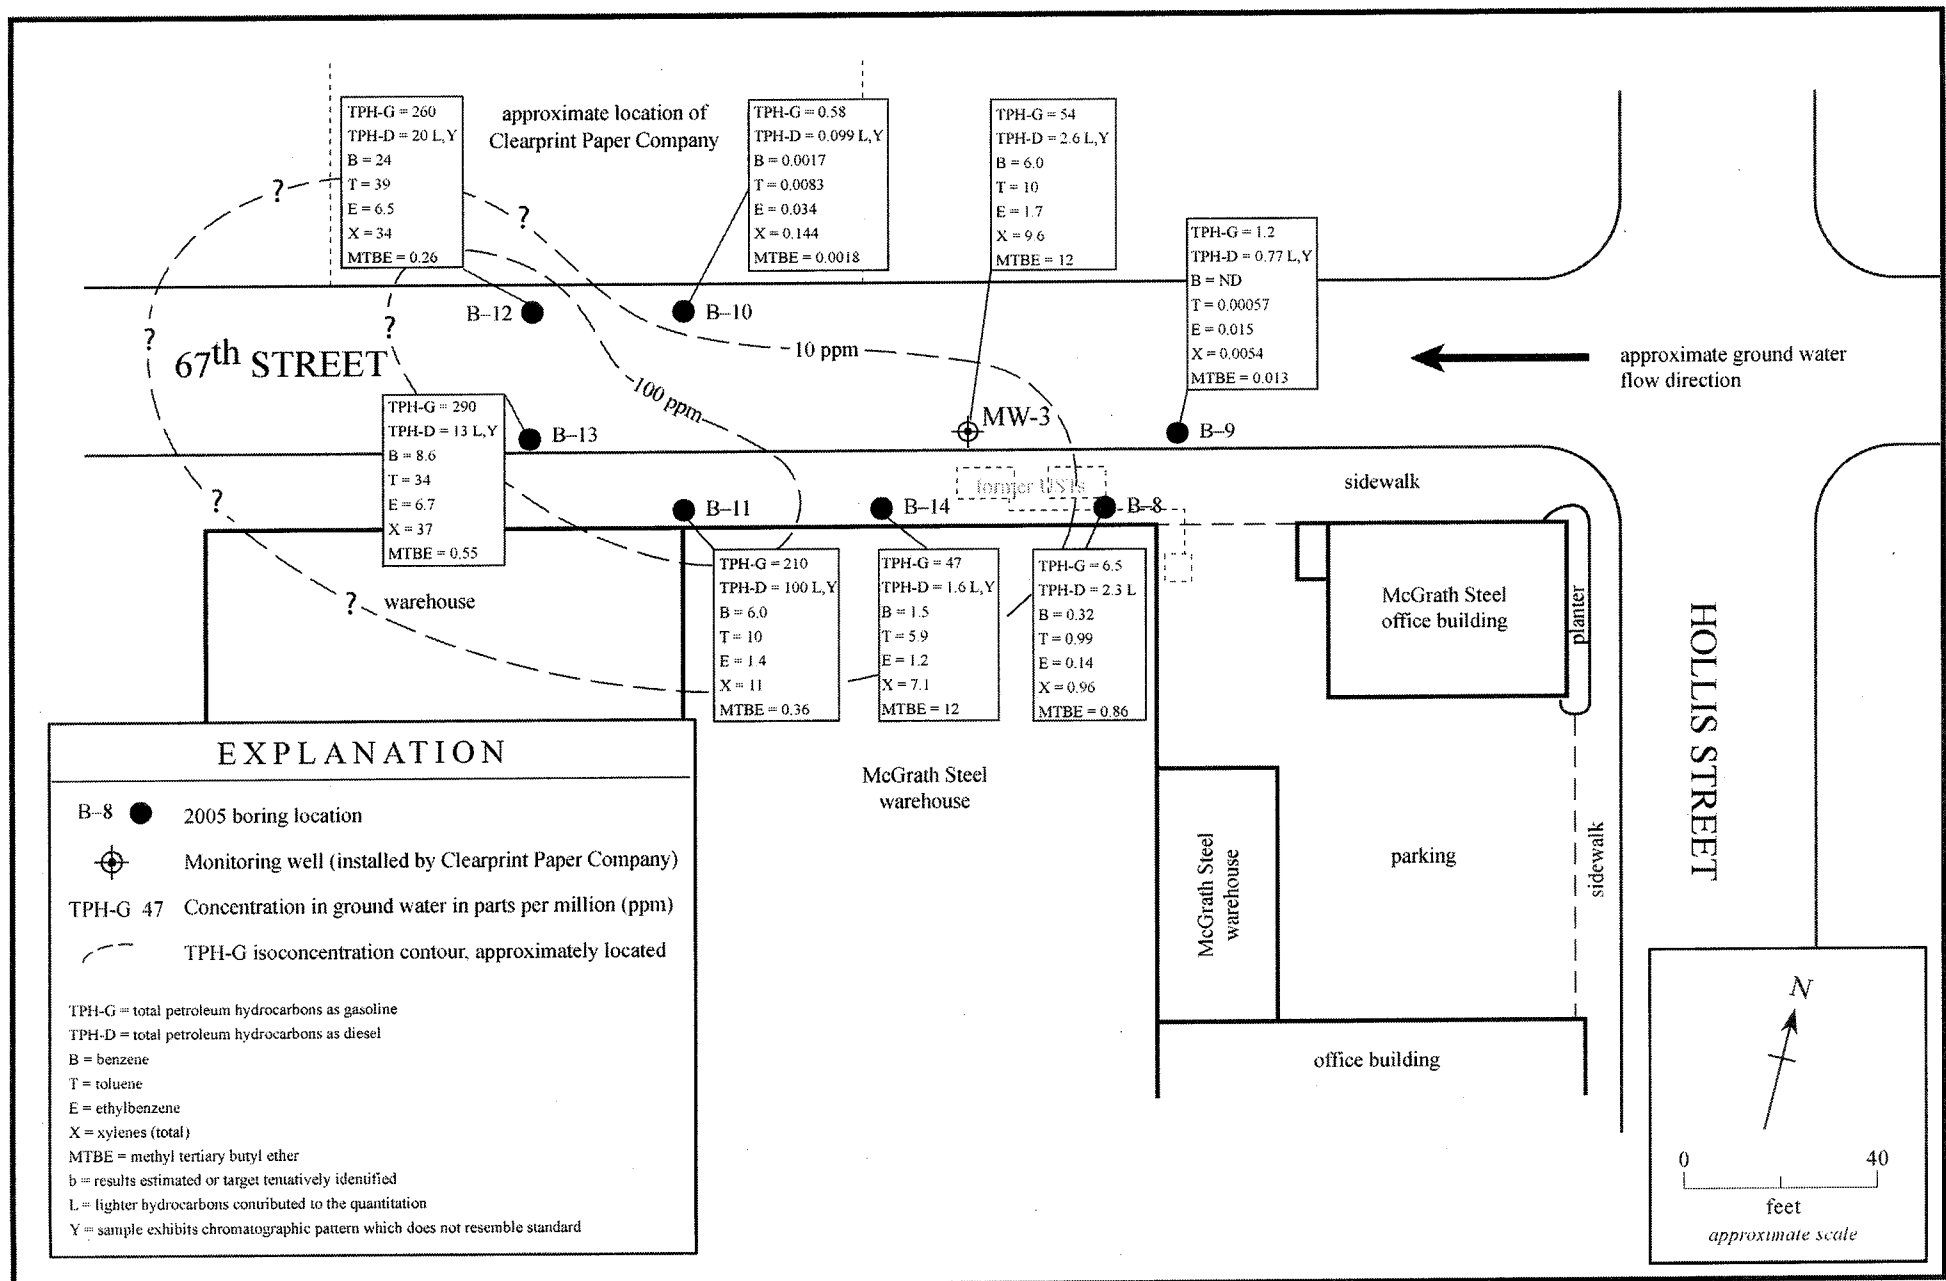 TPH-G = 260
TPH-D = 20 L,Y
B = 24
T = 39
E = 6.5
X = 34
MTBE = 0.26
approximate location of
Clearprint Paper Company
TPH-G = 0.58
TPH-D = 0.099 L,Y
B = 0.0017
T = 0.0083
E = 0.034
X = 0.144
MTBE = 0.0018
TPH-G = 54
TPH-D = 2.6 L,Y
B = 6.0
T = 10
E = 1.7
X = 9.6
MTBE = 12
TPH-G = 1.2
TPH-D = 0.77 L,Y
B = ND
T = 0.00057
E = 0.015
X = 0.0054
MTBE = 0.013
?
?
?
?
B–12
B–10
67th STREET
10 ppm
100 ppm
approximate ground water
flow direction
TPH-G = 290
TPH-D = 13 L,Y
B = 8.6
T = 34
E = 6.7
X = 37
MTBE = 0.55
B–13
MW-3
B–9
?
former USTs
sidewalk
B–11
B–14
B–8
?
warehouse
TPH-G = 210
TPH-D = 100 L,Y
B = 6.0
T = 10
E = 1.4
X = 11
MTBE = 0.36
TPH-G = 47
TPH-D = 1.6 L,Y
B = 1.5
T = 5.9
E = 1.2
X = 7.1
MTBE = 12
TPH-G = 6.5
TPH-D = 2.3 L
B = 0.32
T = 0.99
E = 0.14
X = 0.96
MTBE = 0.86
McGrath Steel
office building
planter
HOLLIS STREET
McGrath Steel
warehouse
McGrath Steel
warehouse
parking
sidewalk
office building
EXPLANATION
B–8
2005 boring location
Monitoring well (installed by Clearprint Paper Company)
TPH-G 47
Concentration in ground water in parts per million (ppm)
TPH-G isoconcentration contour, approximately located
TPH-G = total petroleum hydrocarbons as gasoline
TPH-D = total petroleum hydrocarbons as diesel
B = benzene
T = toluene
E = ethylbenzene
X = xylenes (total)
MTBE = methyl tertiary butyl ether
b = results estimated or target tentatively identified
L = lighter hydrocarbons contributed to the quantitation
Y = sample exhibits chromatographic pattern which does not resemble standard
N
0
40
feet
approximate scale